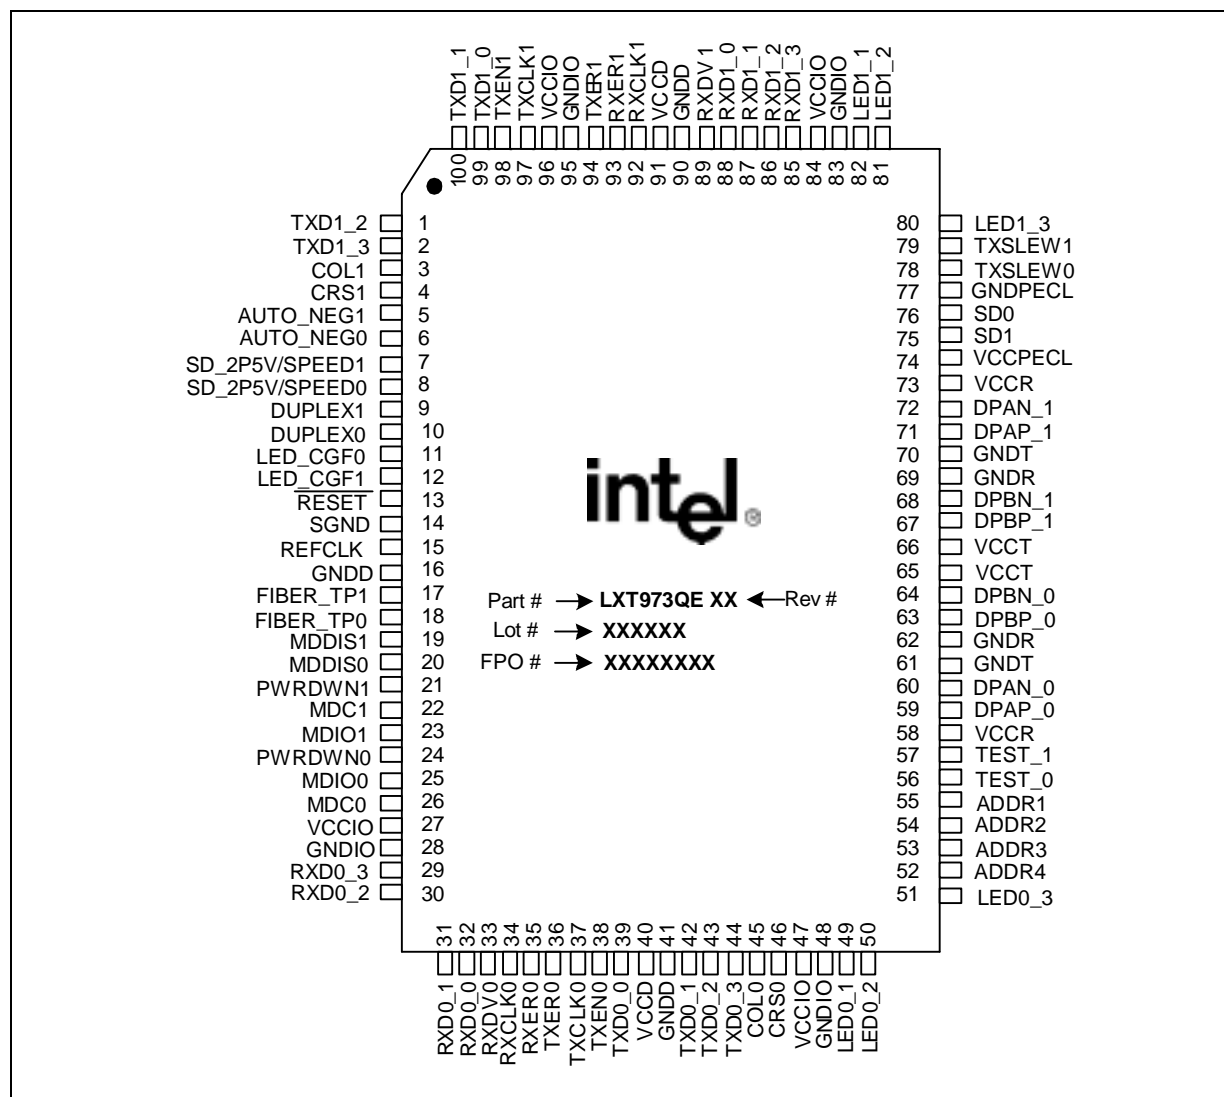 TXD1_1 TXD1_0 TXEN1 TXCLK1 VCCIO GNDIO TXER1 RXER1 RXCLK1 VCCD GNDD RXDV1 RXD1_0 RXD1_1 RXD1_2 RXD1_3 VCCIO GNDIO LED1_1 LED1_2
100 99 98 97 96 95 94 93 92 91 90 89 88 87 86 85 84 83 82 81
TXD1_2 1
TXD1_3 2
COL1 3
CRS1 4
AUTO_NEG1 5
AUTO_NEG0 6
SD_2P5V/SPEED1 7
SD_2P5V/SPEED0 8
DUPLEX1 9
DUPLEX0 10
LED_CGF0 11
LED_CGF1 12
RESET 13
SGND 14
REFCLK 15
GNDD 16
FIBER_TP1 17
FIBER_TP0 18
MDDIS1 19
MDDIS0 20
PWRDWN1 21
MDC1 22
MDIO1 23
PWRDWN0 24
MDIO0 25
MDC0 26
VCCIO 27
GNDIO 28
RXD0_3 29
RXD0_2 30
intel®
Part # LXT973QE XX Rev #
Lot # XXXXXX
FPO # XXXXXXXX
80 LED1_3
79 TXSLEW1
78 TXSLEW0
77 GNDPECL
76 SD0
75 SD1
74 VCCPECL
73 VCCR
72 DPAN_1
71 DPAP_1
70 GNDT
69 GNDR
68 DPBN_1
67 DPBP_1
66 VCCT
65 VCCT
64 DPBN_0
63 DPBP_0
62 GNDR
61 GNDT
60 DPAN_0
59 DPAP_0
58 VCCR
57 TEST_1
56 TEST_0
55 ADDR1
54 ADDR2
53 ADDR3
52 ADDR4
51 LED0_3
31 32 33 34 35 36 37 38 39 40 41 42 43 44 45 46 47 48 49 50
RXD0_1 RXD0_0 RXDV0 RXCLK0 RXER0 TXER0 TXCLK0 TXEN0 TXD0_0 VCCD GNDD TXD0_1 TXD0_2 TXD0_3 COL0 CRS0 VCCIO GNDIO LED0_1 LED0_2